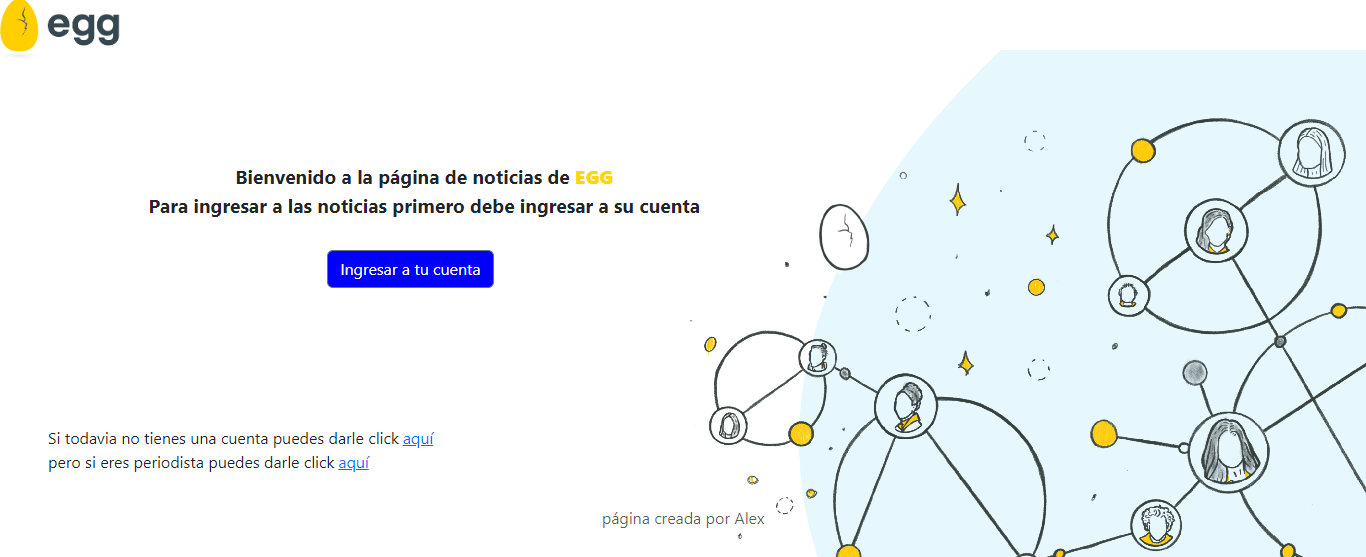 egg
Bienvenido a la página de noticias de EGG
Para ingresar a las noticias primero debe ingresar a su cuenta
Ingresar a tu cuenta
Si todavia no tienes una cuenta puedes darle click aquí
pero si eres periodista puedes darle click aquí
página creada por Alex